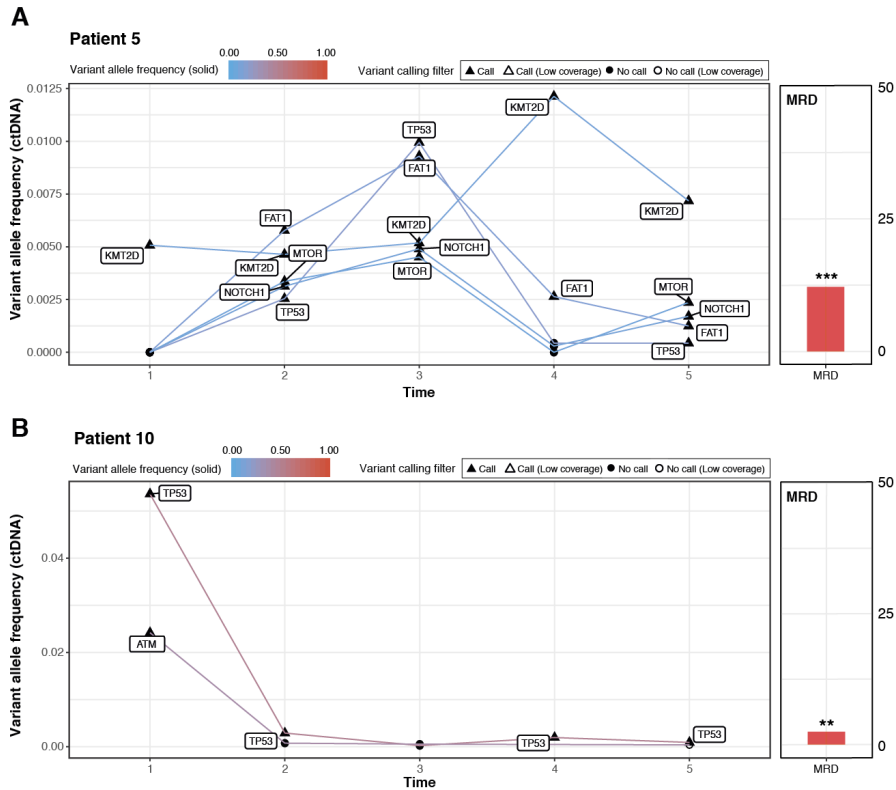 A
Patient 5
0.00 0.50 1.00
Variant allele frequency (solid)
Variant calling filter
Call
Call (Low coverage)
No call
No call (Low coverage)
Variant allele frequency (ctDNA)
0.0125
0.0100
0.0075
0.0050
0.0025
0.0000
KMT2D
FAT1
MTOR
KMT2D
NOTCH1
TP53
TP53
FAT1
KMT2D
NOTCH1
MTOR
KMT2D
FAT1
KMT2D
MTOR
NOTCH1
FAT1
TP53
1 2 3 4 5
Time
MRD
50
25
0
***
MRD
B
Patient 10
0.00 0.50 1.00
Variant allele frequency (solid)
Variant calling filter
Call
Call (Low coverage)
No call
No call (Low coverage)
Variant allele frequency (ctDNA)
0.04
0.02
0.00
TP53
ATM
TP53
TP53
TP53
1 2 3 4 5
Time
MRD
50
25
0
**
MRD